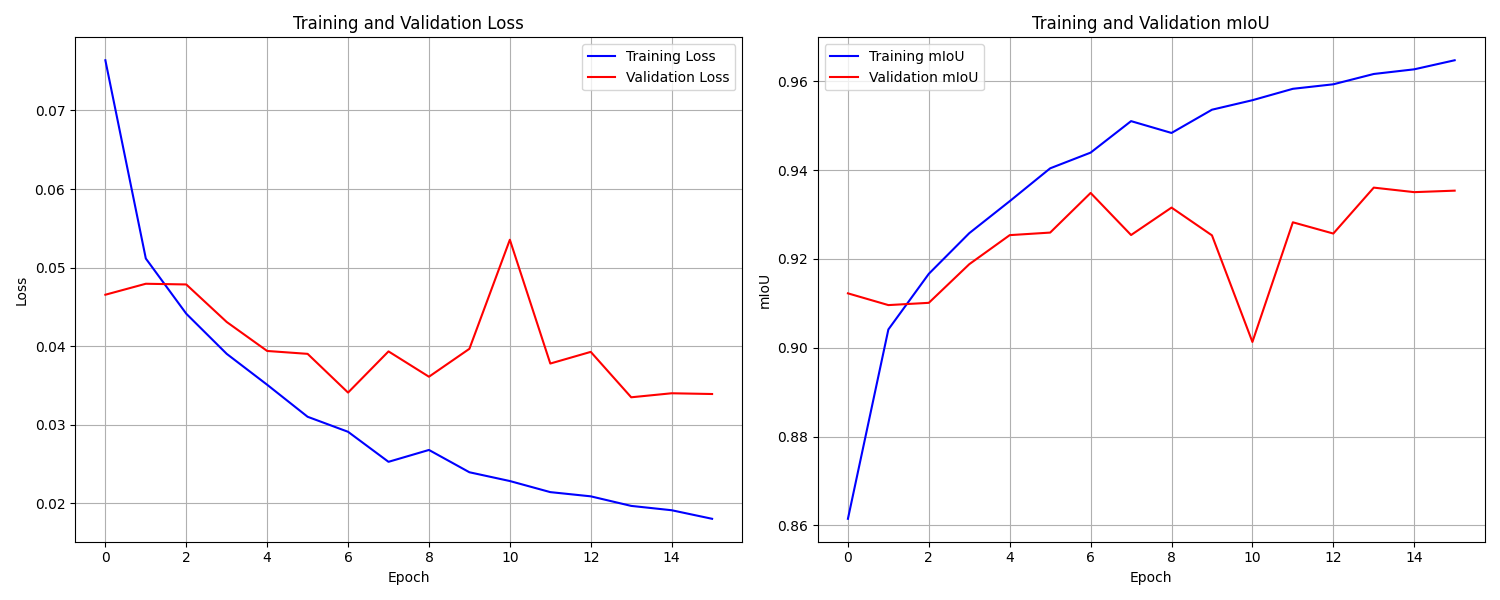 Training and Validation Loss
Training Loss
Validation Loss
0.07
0.06
0.05
0.04
0.03
0.02
Loss
0 2 4 6 8 10 12 14
Epoch
Training and Validation mIoU
Training mIoU
Validation mIoU
0.96
0.94
0.92
0.90
0.88
0.86
mIoU
0 2 4 6 8 10 12 14
Epoch